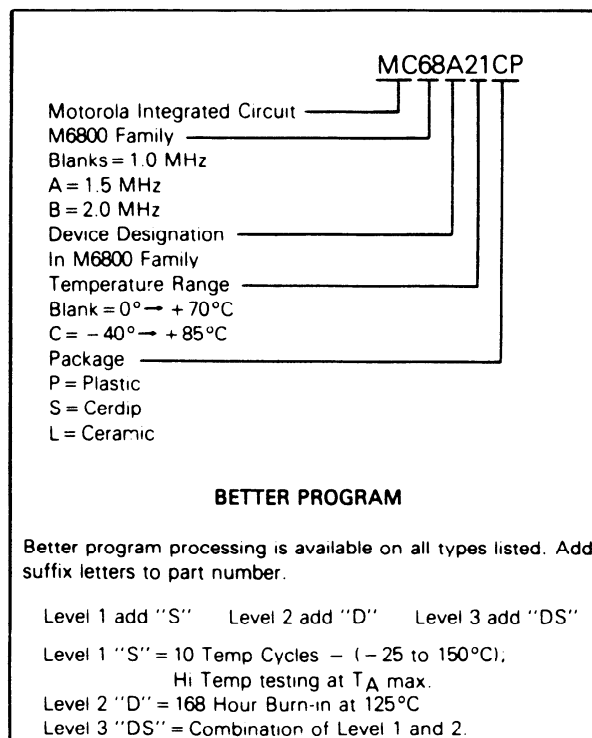 MC68A21CP
Motorola Integrated Circuit
M6800 Family
Blanks = 1.0 MHz
A = 1.5 MHz
B = 2.0 MHz
Device Designation
In M6800 Family
Temperature Range
Blank = 0° → + 70°C
C = − 40° → + 85°C
Package
P = Plastic
S = Cerdip
L = Ceramic
BETTER PROGRAM
Better program processing is available on all types listed. Add
suffix letters to part number.
Level 1 add "S" Level 2 add "D" Level 3 add "DS"
Level 1 "S" = 10 Temp Cycles − (− 25 to 150°C);
Hi Temp testing at TA max.
Level 2 "D" = 168 Hour Burn-in at 125°C
Level 3 "DS" = Combination of Level 1 and 2.